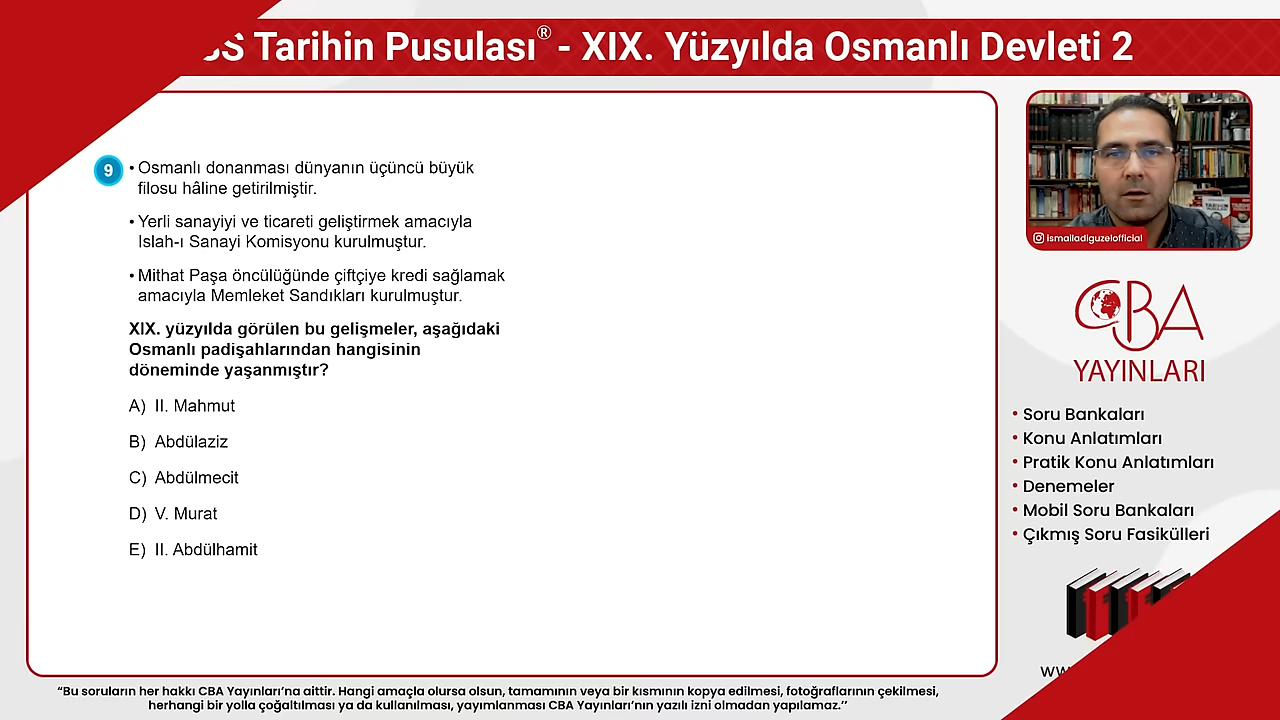 Tarihin Pusulası® - XIX. Yüzyılda Osmanlı Devleti 2
9
• Osmanlı donanması dünyanın üçüncü büyük
filosu hâline getirilmiştir.
• Yerli sanayiyi ve ticareti geliştirmek amacıyla
Islah-ı Sanayi Komisyonu kurulmuştur.
• Mithat Paşa öncülüğünde çiftçiye kredi sağlamak
amacıyla Memleket Sandıkları kurulmuştur.
XIX. yüzyılda görülen bu gelişmeler, aşağıdaki
Osmanlı padişahlarından hangisinin
döneminde yaşanmıştır?
A) II. Mahmut
B) Abdülaziz
C) Abdülmecit
D) V. Murat
E) II. Abdülhamit
ismailadiguzelofficial
CBA
YAYINLARI
• Soru Bankaları
• Konu Anlatımları
• Pratik Konu Anlatımları
• Denemeler
• Mobil Soru Bankaları
• Çıkmış Soru Fasikülleri
“Bu soruların her hakkı CBA Yayınları’na aittir. Hangi amaçla olursa olsun, tamamının veya bir kısmının kopya edilmesi, fotoğraflarının çekilmesi,
herhangi bir yolla çoğaltılması ya da kullanılması, yayımlanması CBA Yayınları’nın yazılı izni olmadan yapılamaz.’’